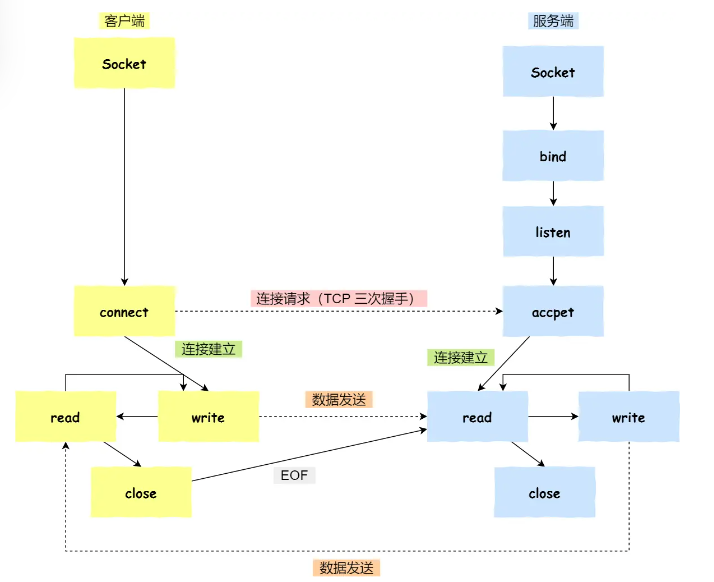 客户端
服务端
Socket
Socket
bind
listen
connect
连接请求（TCP 三次握手）
accpet
连接建立
连接建立
read
write
数据发送
read
write
close
EOF
close
数据发送